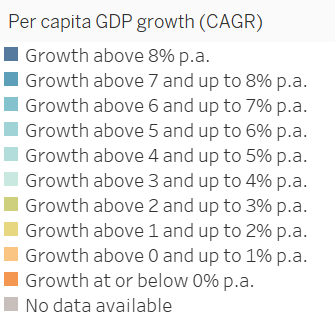 Per capita GDP growth (CAGR)
Growth above 8% p.a.
Growth above 7 and up to 8% p.a.
Growth above 6 and up to 7% p.a.
Growth above 5 and up to 6% p.a.
Growth above 4 and up to 5% p.a.
Growth above 3 and up to 4% p.a.
Growth above 2 and up to 3% p.a.
Growth above 1 and up to 2% p.a.
Growth above 0 and up to 1% p.a.
Growth at or below 0% p.a.
No data available